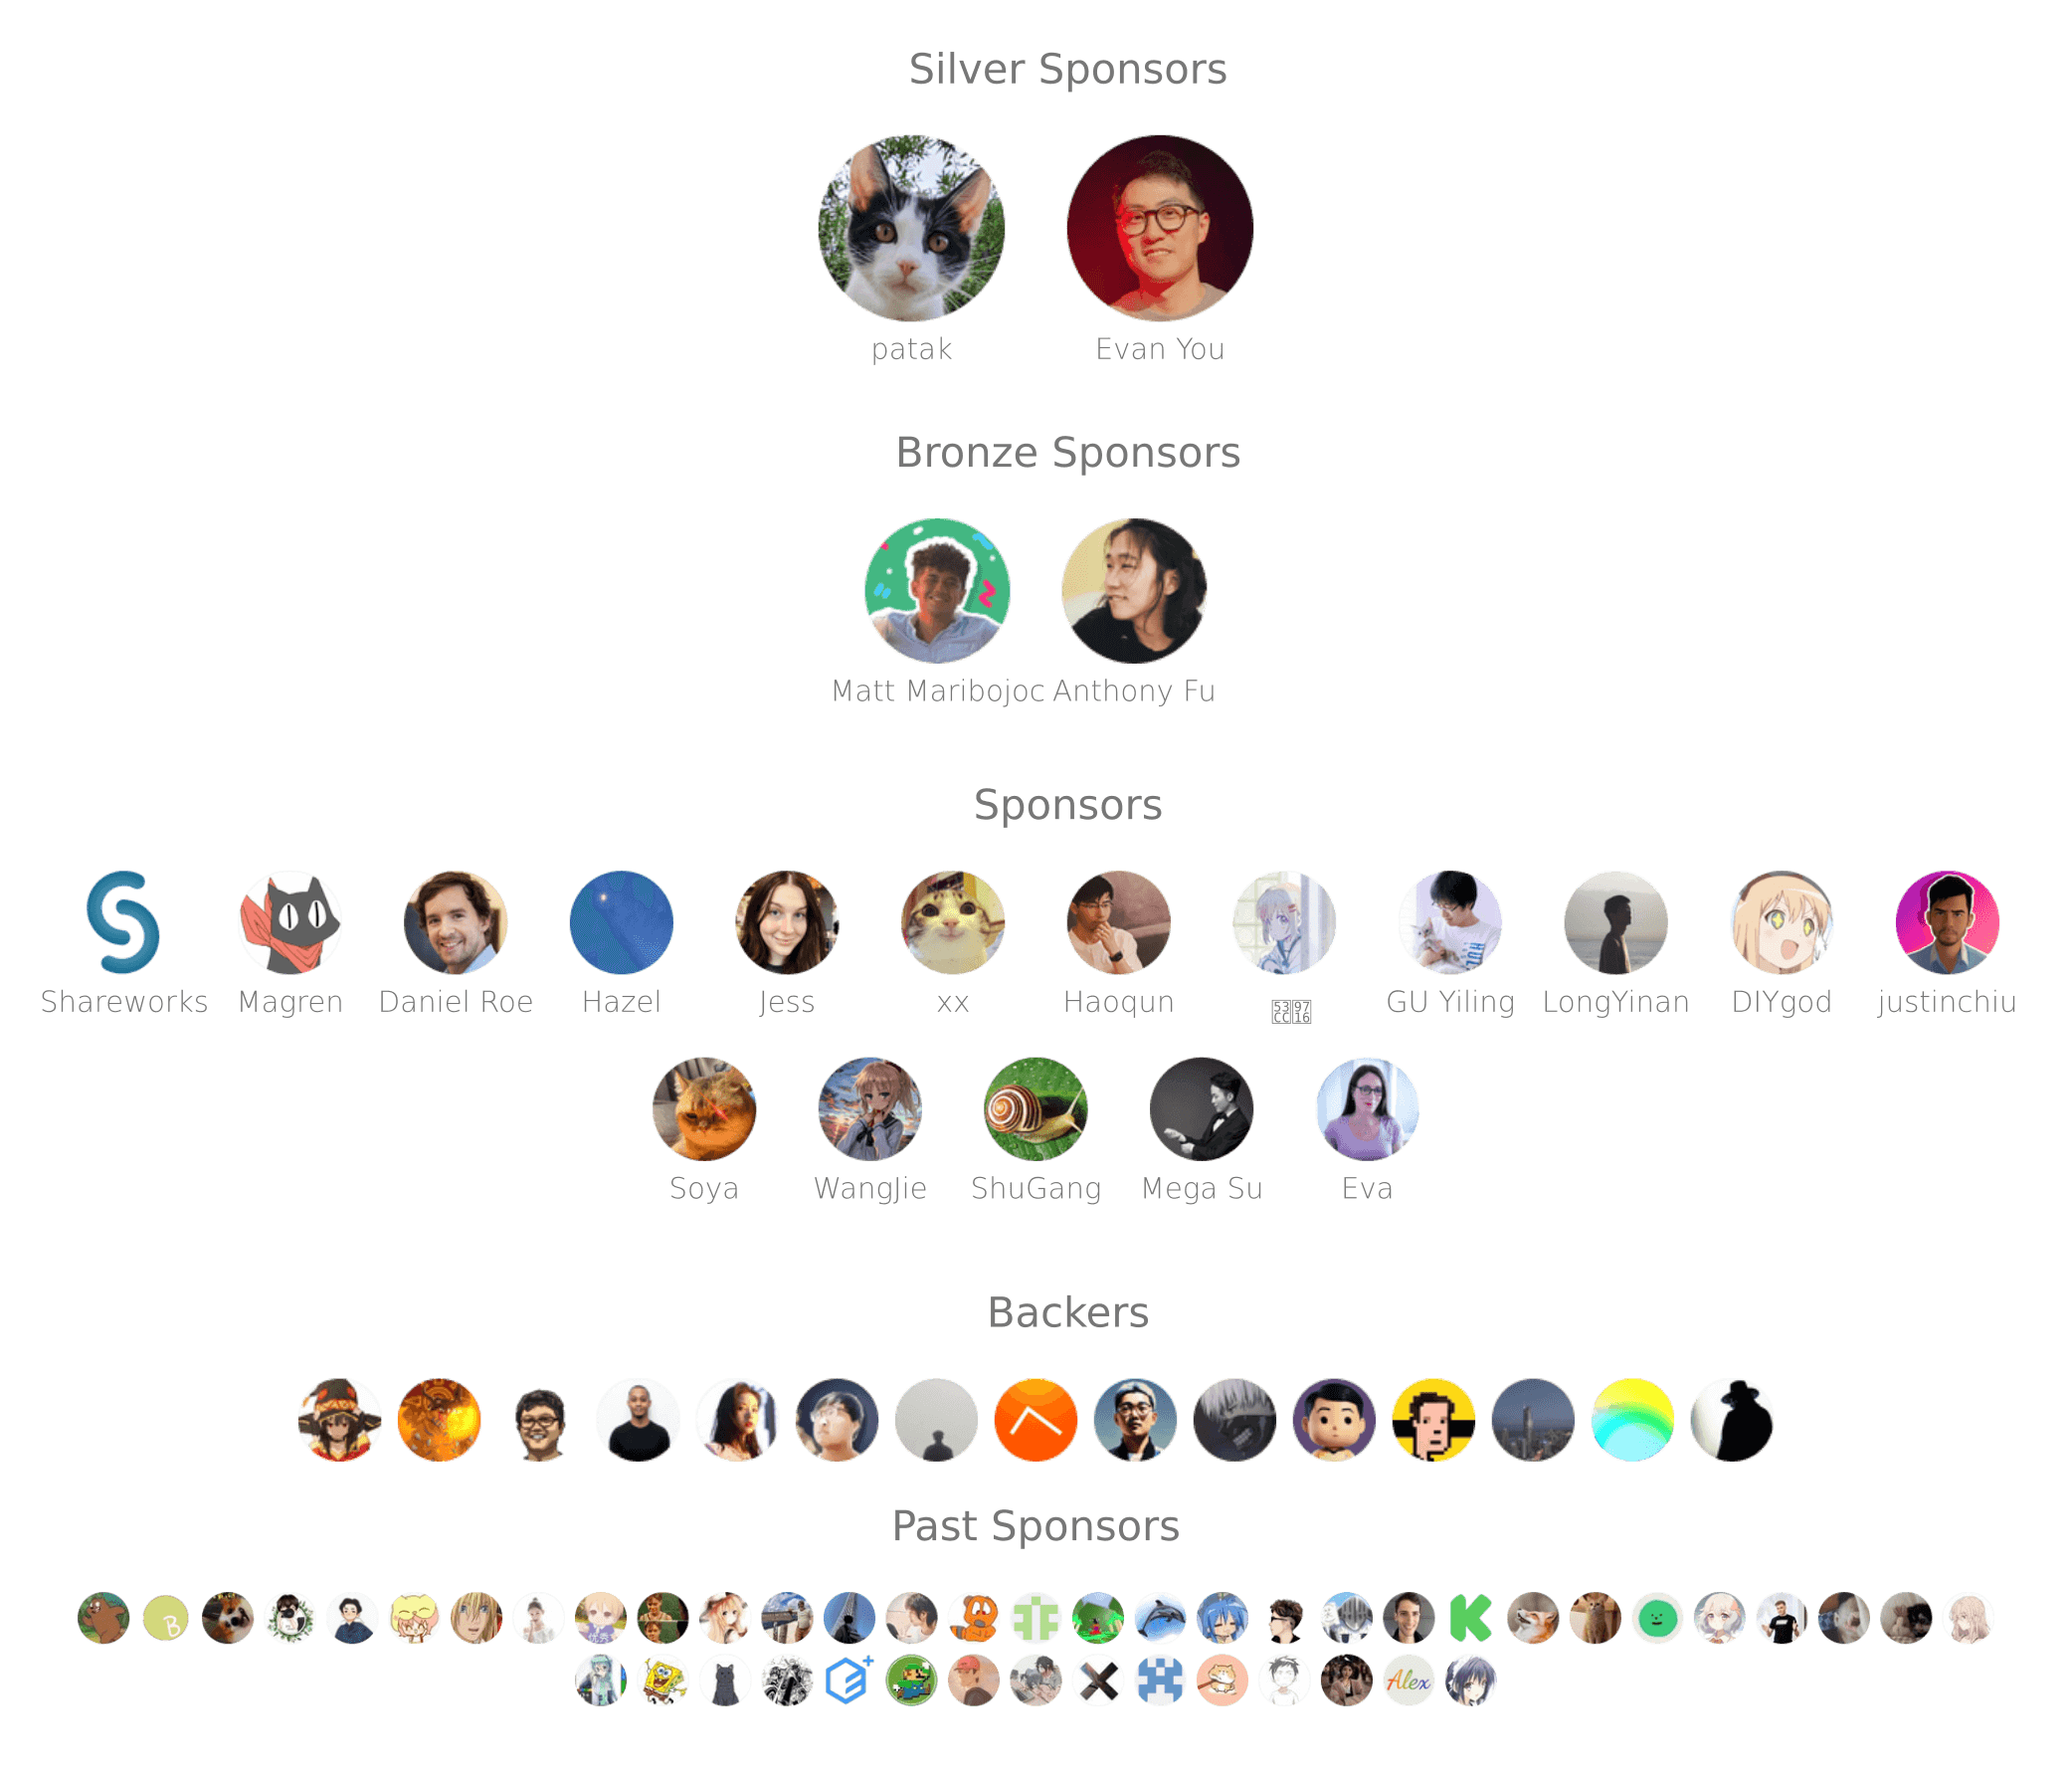 Silver Sponsors
patak
Evan You
Bronze Sponsors
Matt Maribojoc
Anthony Fu
Sponsors
Shareworks
Magren
Daniel Roe
Hazel
Jess
xx
Haoqun
GU Yiling
LongYinan
DIYgod
justinchiu
Soya
WangJie
ShuGang
Mega Su
Eva
Backers
Past Sponsors
B
Alex